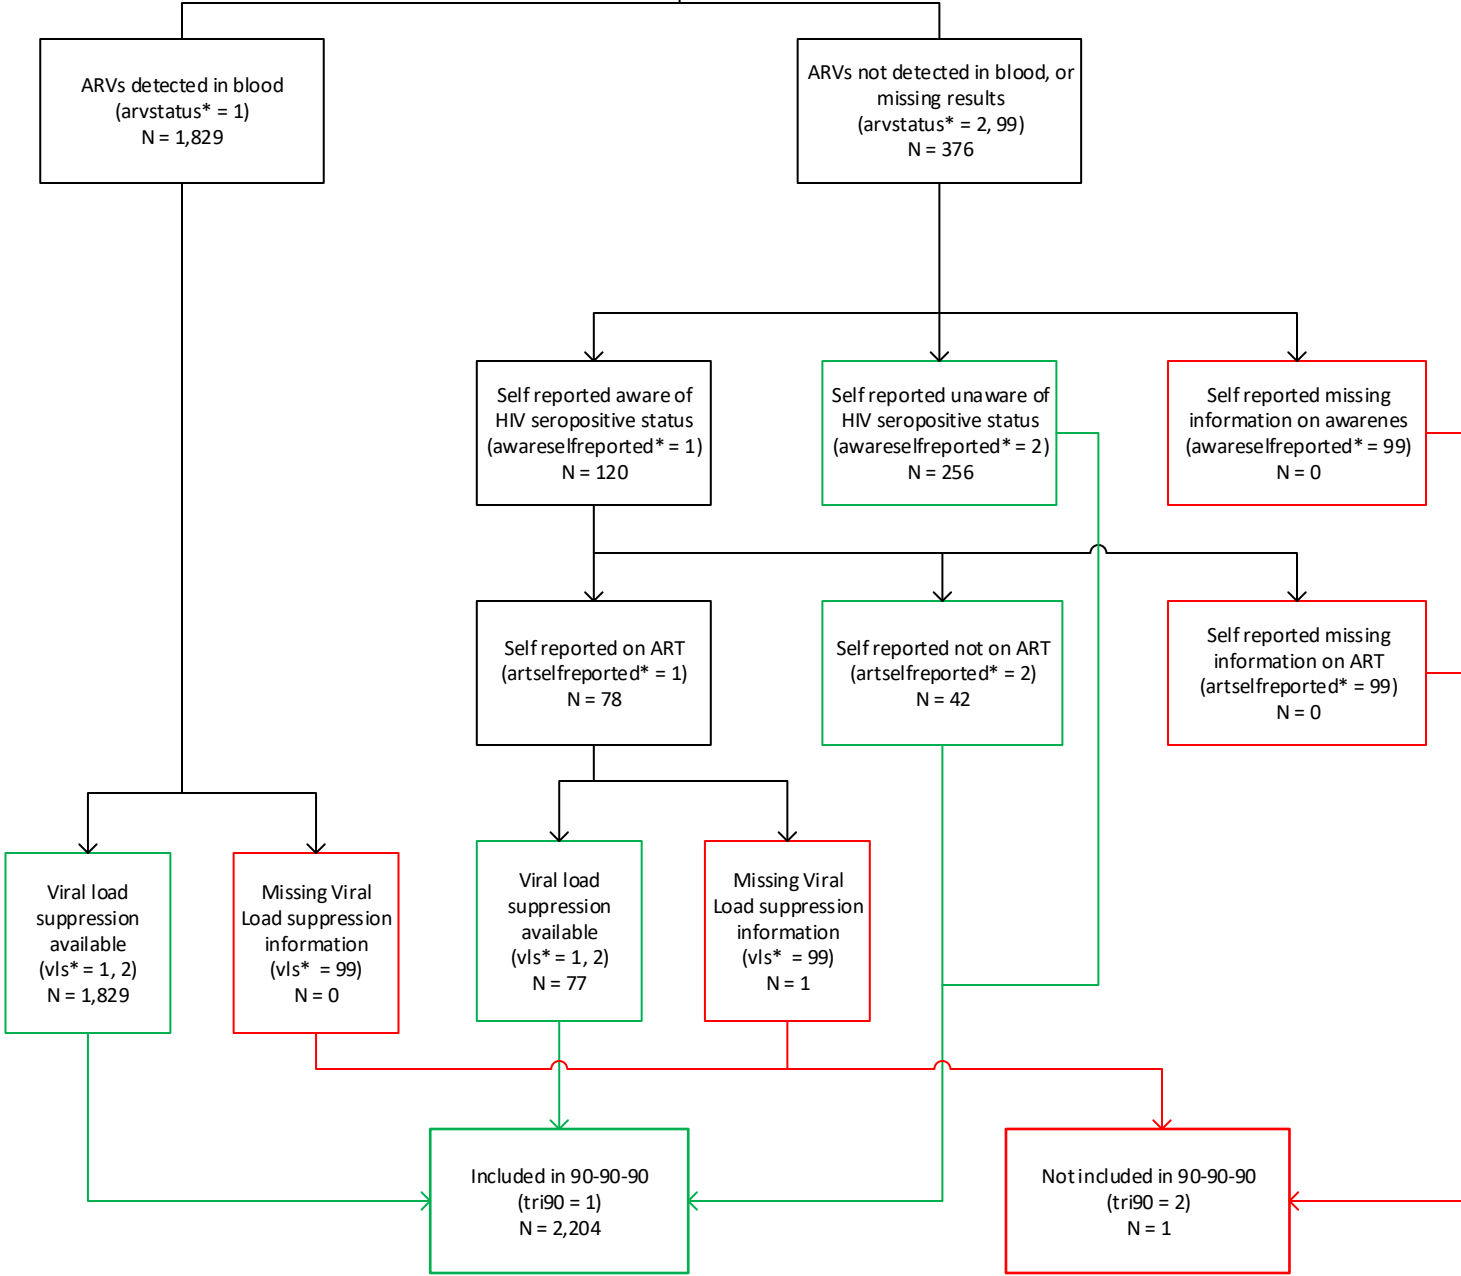 ARVs detected in blood
(arvstatus* = 1)
N = 1,829
ARVs not detected in blood, or
missing results
(arvstatus* = 2, 99)
N = 376
Self reported aware of
HIV seropositive status
(awareselfreported* = 1)
N = 120
Self reported unaware of
HIV seropositive status
(awareselfreported* = 2)
N = 256
Self reported missing
information on awarenes
(awareselfreported* = 99)
N = 0
Self reported on ART
(artselfreported* = 1)
N = 78
Self reported not on ART
(artselfreported* = 2)
N = 42
Self reported missing
information on ART
(artselfreported* = 99)
N = 0
Viral load
suppression
available
(vls* = 1, 2)
N = 1,829
Missing Viral
Load suppression
information
(vls* = 99)
N = 0
Viral load
suppression
available
(vls* = 1, 2)
N = 77
Missing Viral
Load suppression
information
(vls* = 99)
N = 1
Included in 90-90-90
(tri90 = 1)
N = 2,204
Not included in 90-90-90
(tri90 = 2)
N = 1